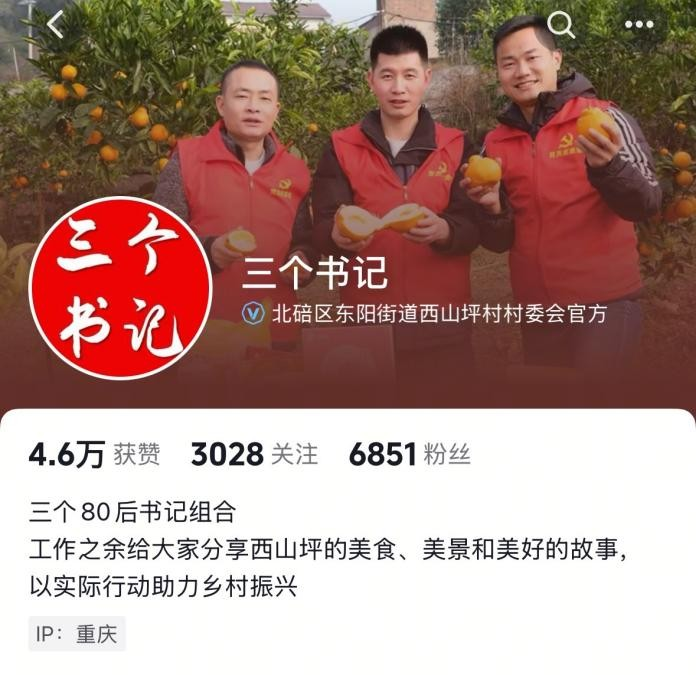 三个
书记
三个书记
北碚区东阳街道西山坪村村委会官方
4.6万 获赞 3028 关注 6851 粉丝
三个80后书记组合
工作之余给大家分享西山坪的美食、美景和美好的故事，
以实际行动助力乡村振兴
IP：重庆